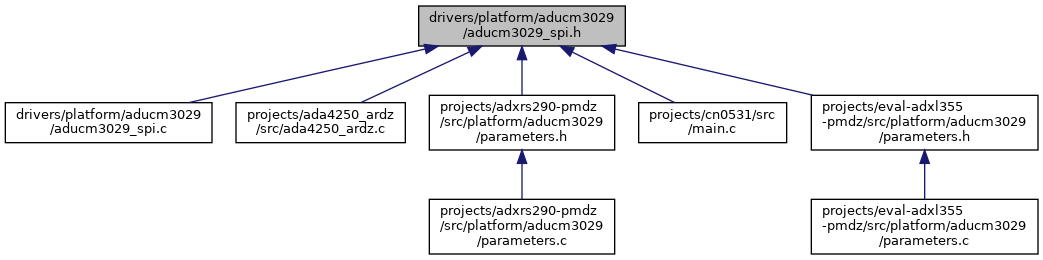 drivers/platform/aducm3029
/aducm3029_spi.h
drivers/platform/aducm3029
/aducm3029_spi.c
projects/ada4250_ardz
/src/ada4250_ardz.c
projects/adxrs290-pmdz
/src/platform/aducm3029
/parameters.h
projects/cn0531/src
/main.c
projects/eval-adxl355
-pmdz/src/platform/aducm3029
/parameters.h
projects/adxrs290-pmdz
/src/platform/aducm3029
/parameters.c
projects/eval-adxl355
-pmdz/src/platform/aducm3029
/parameters.c